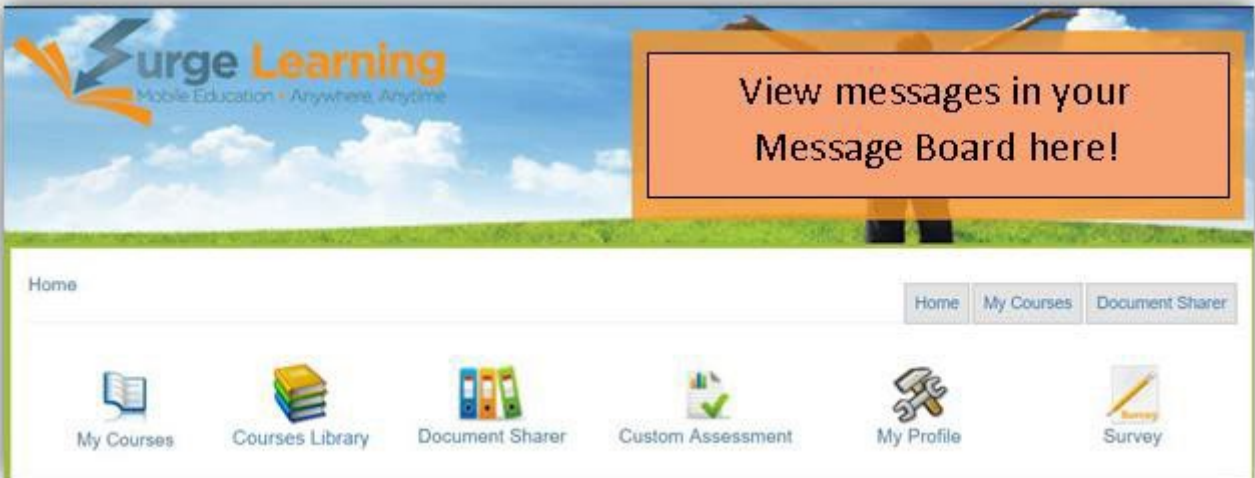 Surge Learning
Mobile Education • Anywhere, Anytime
View messages in your
Message Board here!
Home
Home My Courses Document Sharer
My Courses Courses Library Document Sharer Custom Assessment My Profile Survey
Survey